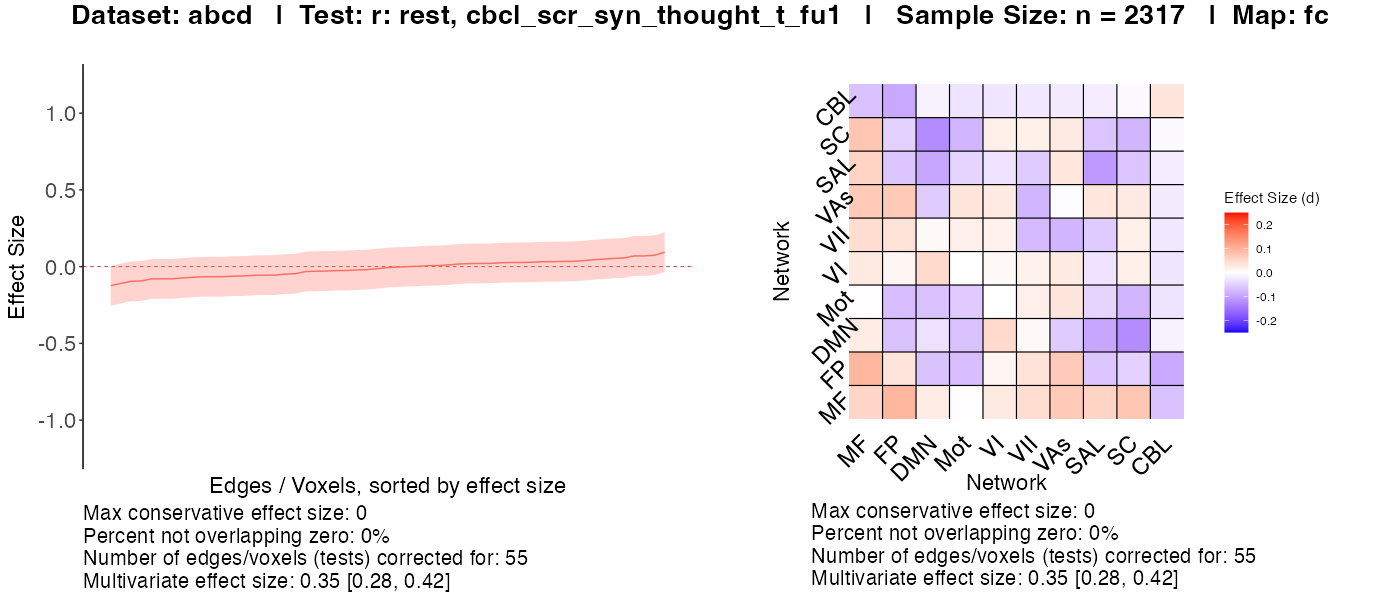 Dataset: abcd | Test: r: rest, cbcl_scr_syn_thought_t_fu1 | Sample Size: n = 2317 | Map: fc
Effect Size
1.0
0.5
0.0
-0.5
-1.0
Edges / Voxels, sorted by effect size
Max conservative effect size: 0
Percent not overlapping zero: 0%
Number of edges/voxels (tests) corrected for: 55
Multivariate effect size: 0.35 [0.28, 0.42]
Network
CBL
SC
SAL
VAs
VII
VI
Mot
DMN
FP
MF
MF FP DMN Mot VI VII VAs SAL SC CBL
Network
Effect Size (d)
0.2
0.1
0.0
-0.1
-0.2
Max conservative effect size: 0
Percent not overlapping zero: 0%
Number of edges/voxels (tests) corrected for: 55
Multivariate effect size: 0.35 [0.28, 0.42]